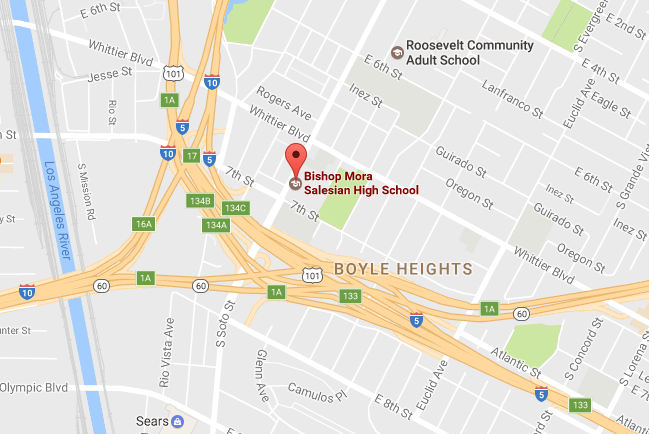 E 6th St
S Evergreen
E 2nd St
Whittier Blvd
Roosevelt Community
Adult School
E 4th St
101
Jesse St
10
E 6th St
Eagle St
Inez St
Lanfranco St
Euclid Ave
1A
Rogers Ave
Rio St
5
Whittier Blvd
n St
10
17
5
Guirado St
7th St
Bishop Mora
Salesian High School
Inez St
E 6th St
S Grande Vista
Los Angeles River
S Mission Rd
Oregon St
134B
134C
7th St
Guirado St
16A
134A
Oregon St
BOYLE HEIGHTS
Whittier Blvd
101
1A
60
60
10
1A
133
1A
60
5
S Soto St
Rio Vista Ave
Atlantic St
S Concord St
S Lorena St
Glenn Ave
Euclid Ave
Olympic Blvd
Camulos Pl
5
E 8th St
133
Sears